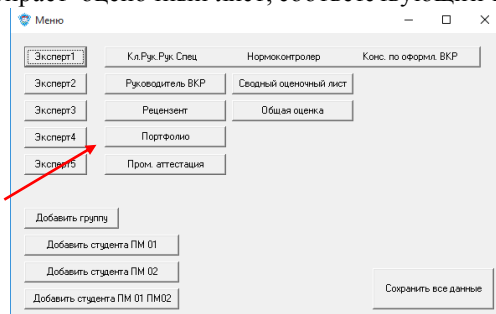 Меню
Эксперт1 Кл.Рук.Рук Спец Нормоконтролер Конс. по оформл. ВКР
Эксперт2 Руководитель ВКР Сводный оценочный лист
Эксперт3 Рецензент Общая оценка
Эксперт4 Портфолио
Эксперт5 Пром. аттестация
Добавить группу
Добавить студента ПМ 01
Добавить студента ПМ 02
Добавить студента ПМ 01 ПМ02
Сохранить все данные